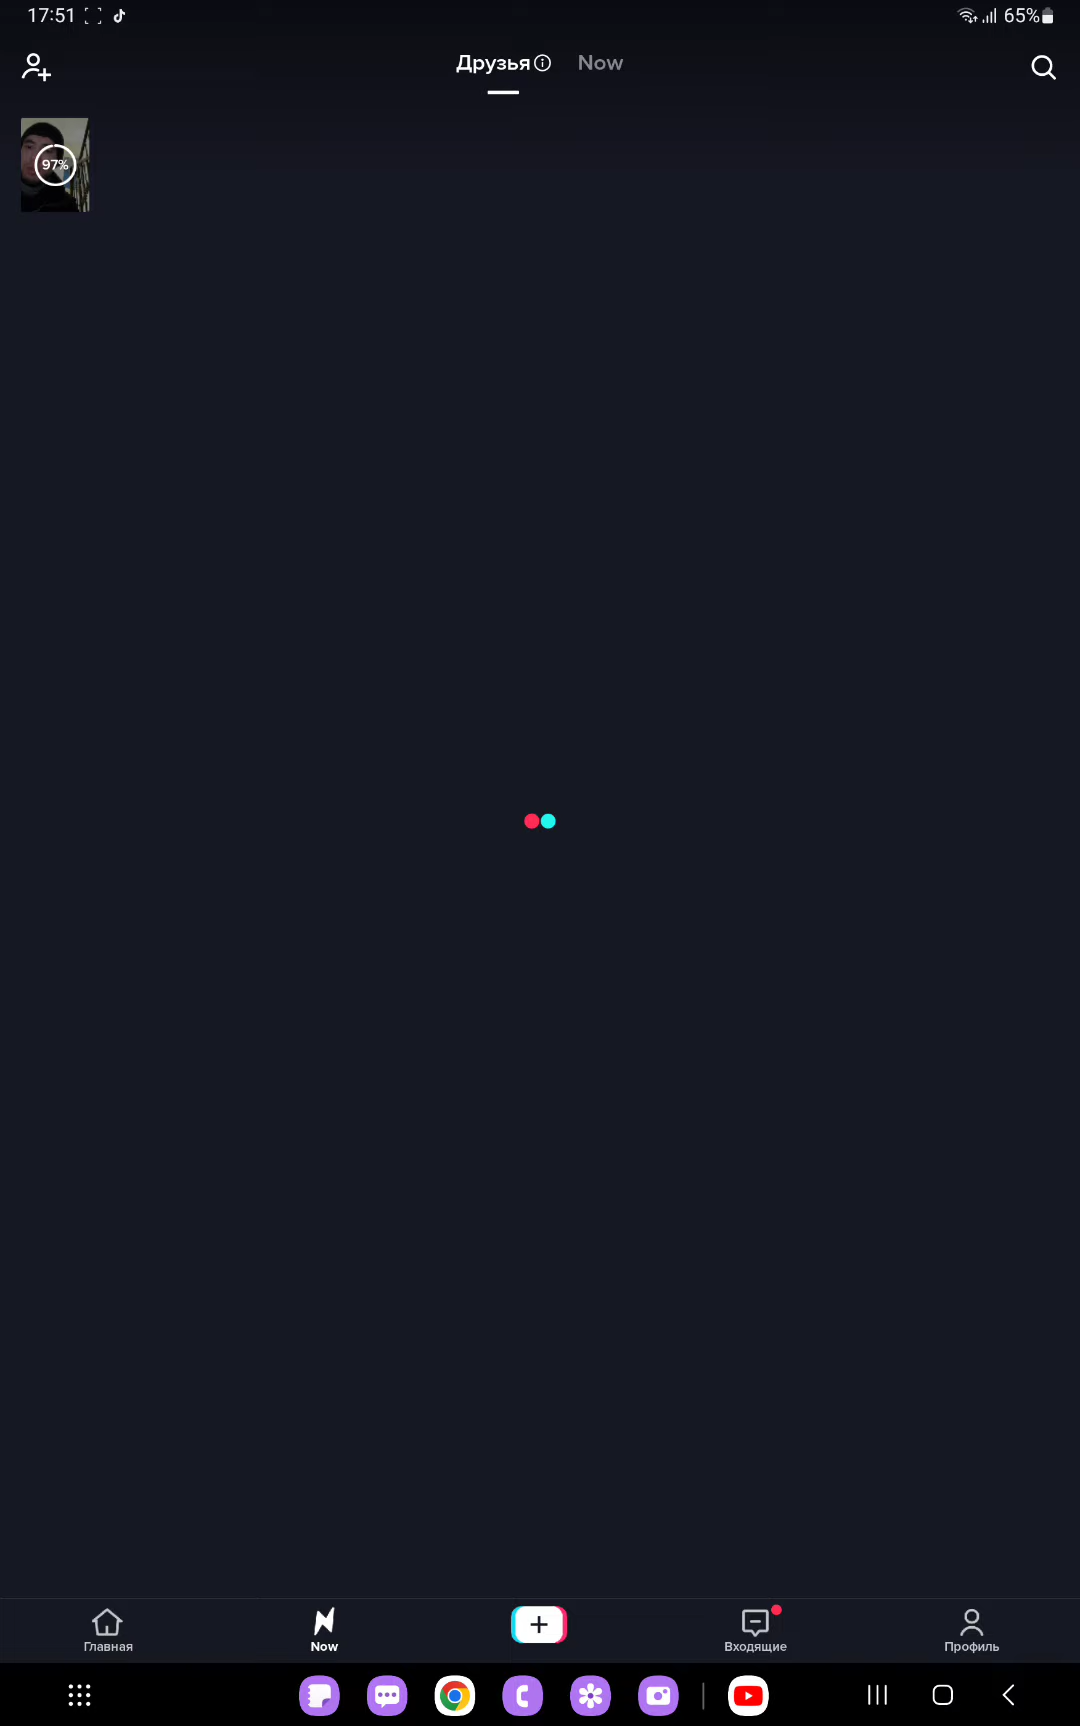 17:51
65%
Друзья Now
97%
Главная
Now
Входящие
Профиль